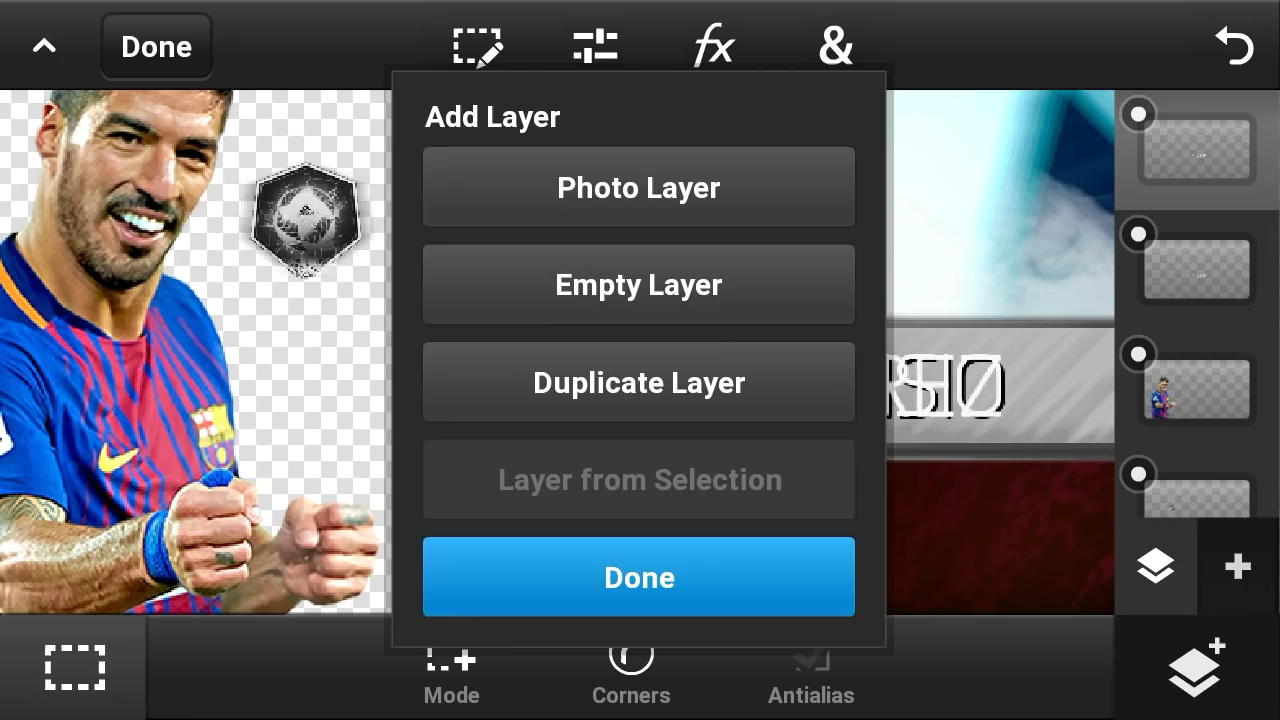 Done
fx
&
Add Layer
Photo Layer
Empty Layer
Duplicate Layer
Layer from Selection
Done
Mode
Corners
Antialias